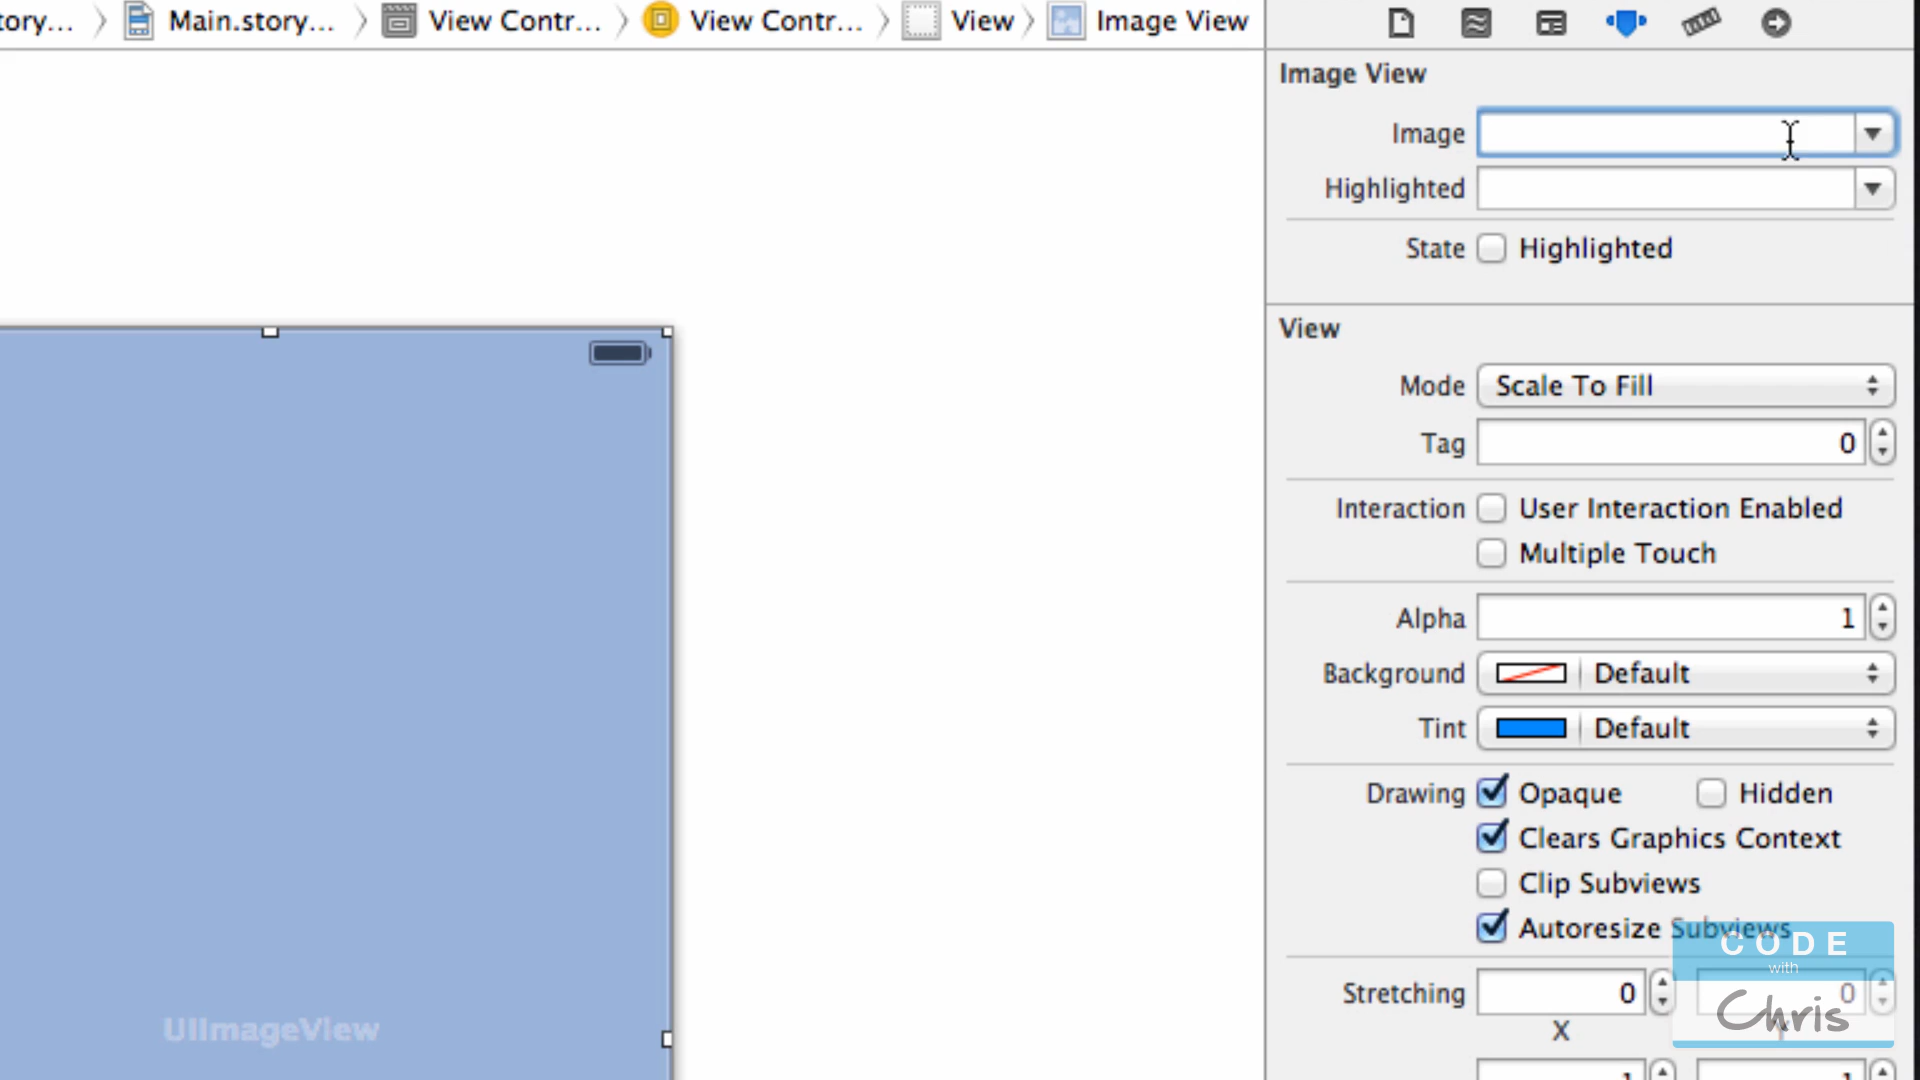 tory... Main.story... View Contr... View Contr... View Image View
Image View
Image
Highlighted
State Highlighted
View
Mode Scale To Fill
Tag 0
Interaction User Interaction Enabled
Multiple Touch
Alpha 1
Background Default
Tint Default
Drawing Opaque Hidden
Clears Graphics Context
Clip Subviews
Autoresize Subviews
Stretching 0 0
X Y
1 1
UIImageView
CODE
with
Chris